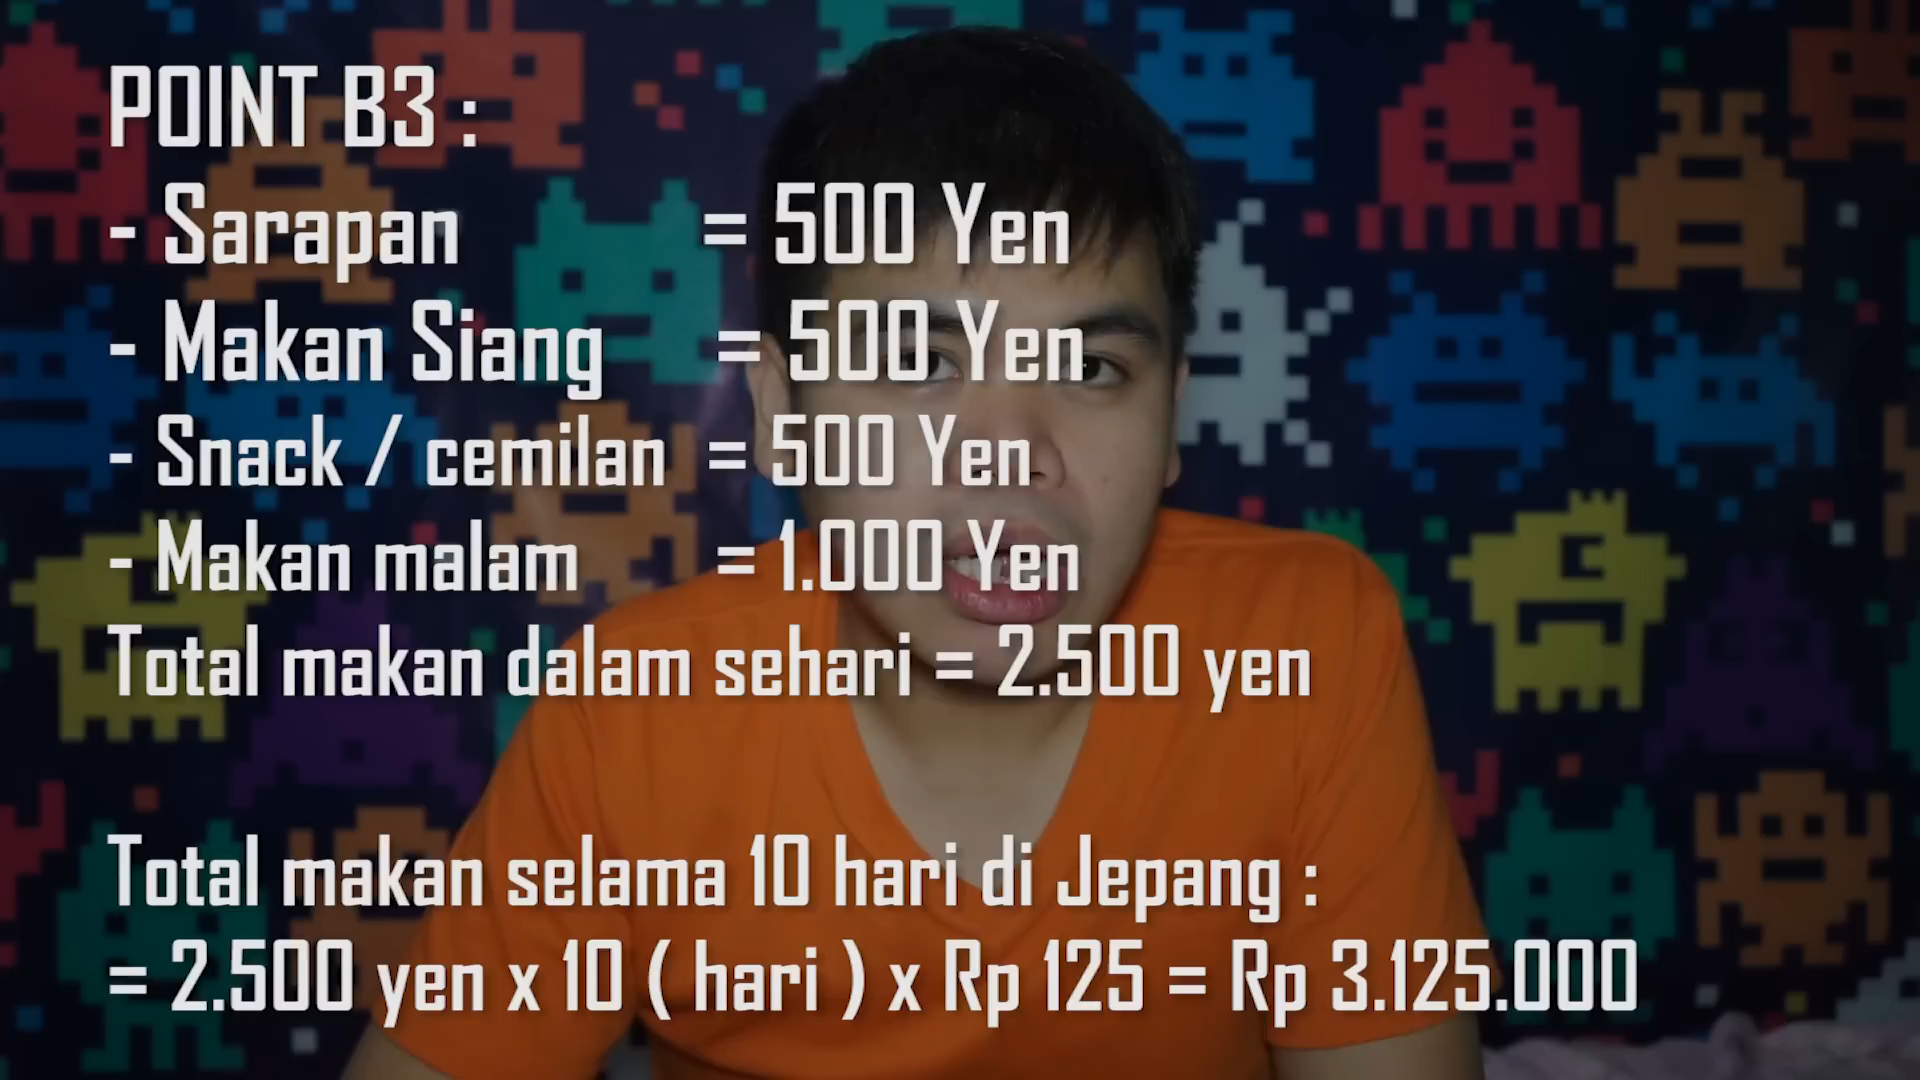 POINT B3 :
- Sarapan = 500 Yen
- Makan Siang = 500 Yen
- Snack / cemilan = 500 Yen
- Makan malam = 1.000 Yen
Total makan dalam sehari = 2.500 yen
Total makan selama 10 hari di Jepang :
= 2.500 yen x 10 ( hari ) x Rp 125 = Rp 3.125.000